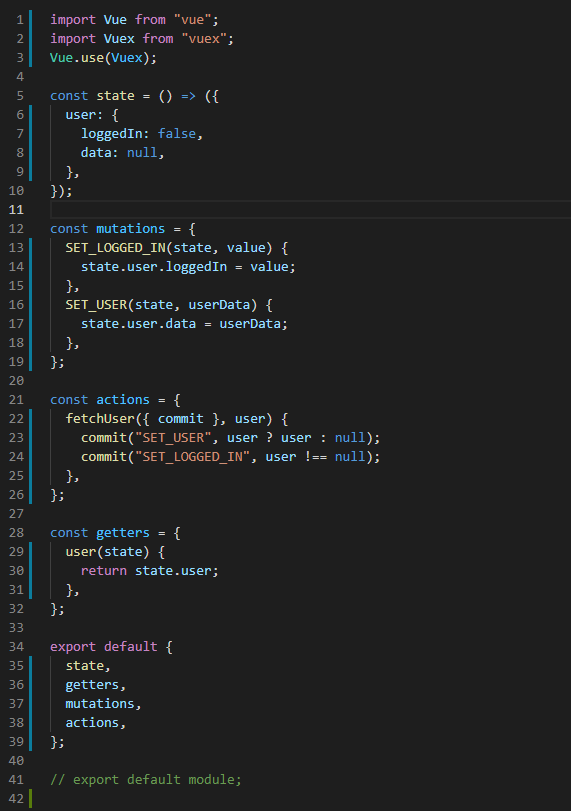 1 import Vue from "vue";
2 import Vuex from "vuex";
3 Vue.use(Vuex);
4
5 const state = () => ({
6   user: {
7     loggedIn: false,
8     data: null,
9   },
10 });
11
12 const mutations = {
13   SET_LOGGED_IN(state, value) {
14     state.user.loggedIn = value;
15   },
16   SET_USER(state, userData) {
17     state.user.data = userData;
18   },
19 };
20
21 const actions = {
22   fetchUser({ commit }, user) {
23     commit("SET_USER", user ? user : null);
24     commit("SET_LOGGED_IN", user !== null);
25   },
26 };
27
28 const getters = {
29   user(state) {
30     return state.user;
31   },
32 };
33
34 export default {
35   state,
36   getters,
37   mutations,
38   actions,
39 };
40
41 // export default module;
42